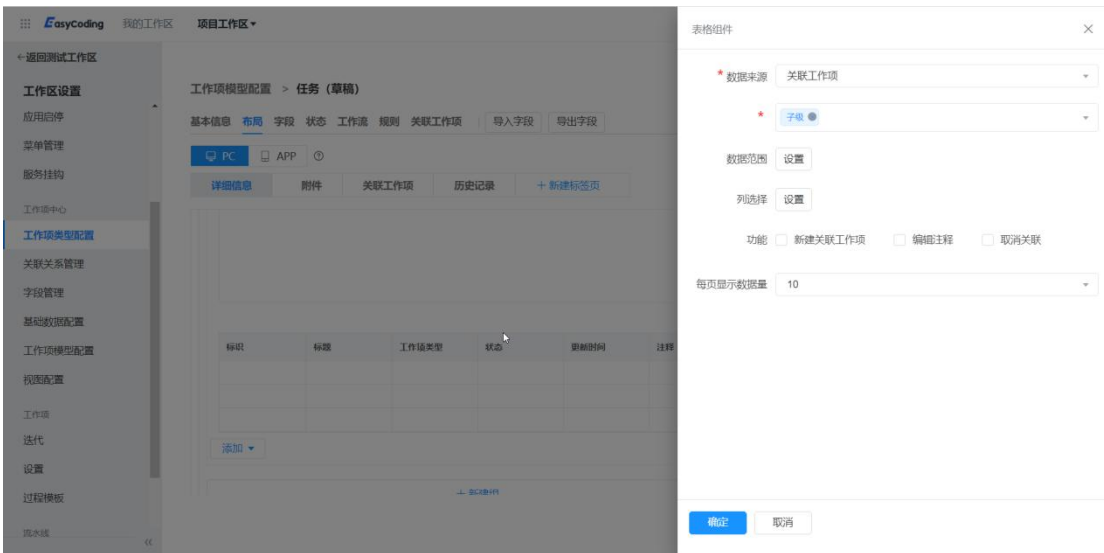 EasyCoding 我的工作区 项目工作区
表格组件
←返回测试工作区
工作区设置
应用启停
菜单管理
服务挂钩
工作项中心
工作项类型配置
关联关系管理
字段管理
基础数据配置
工作项模型配置
视图配置
工作项
迭代
设置
过程模板
流水线
工作项模型配置 > 任务（草稿）
基本信息 布局 字段 状态 工作流 规则 关联工作项 导入字段 导出字段
PC APP
详细信息 附件 关联工作项 历史记录 + 新建标签页
标识 标题 工作项类型 状态 更新时间 注释
添加
+ 新建组
* 数据来源 关联工作项
* 子级
数据范围 设置
列选择 设置
功能 新建关联工作项 编辑注释 取消关联
每页显示数据量 10
确定 取消